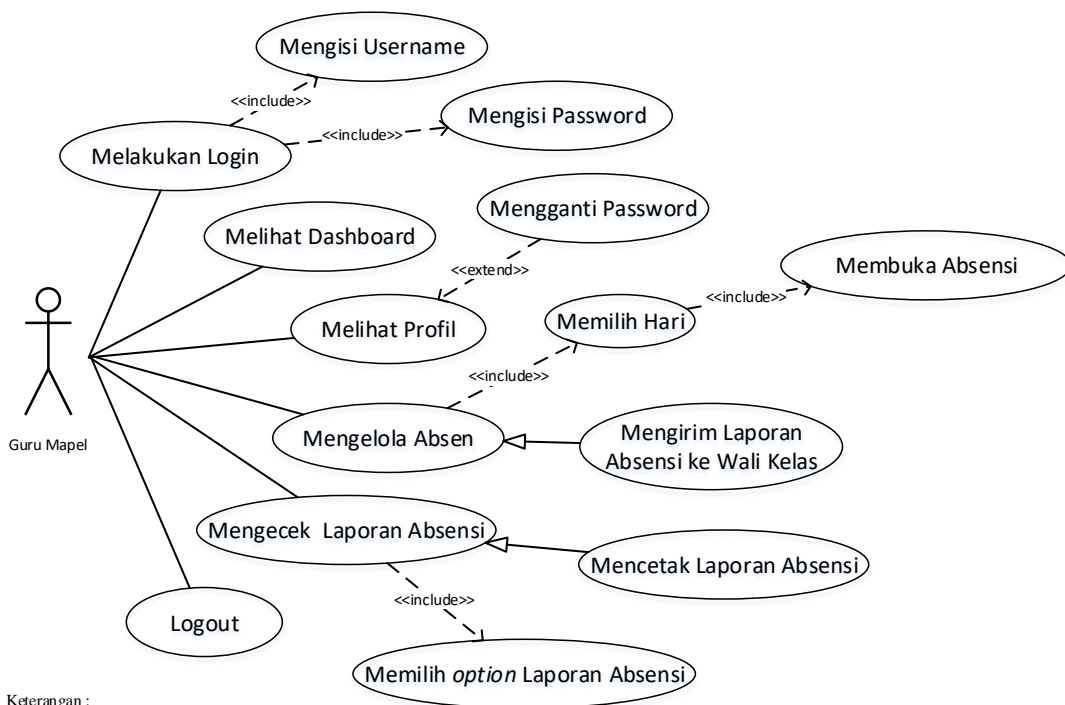 Mengisi Username
<<include>>
Mengisi Password
<<include>>
Melakukan Login
Mengganti Password
Melihat Dashboard
<<extend>>
Membuka Absensi
<<include>>
Memilih Hari
Melihat Profil
<<include>>
Guru Mapel
Mengelola Absen
Mengirim Laporan
Absensi ke Wali Kelas
Mengecek Laporan Absensi
Mencetak Laporan Absensi
<<include>>
Logout
Memilih option Laporan Absensi
Keterangan :